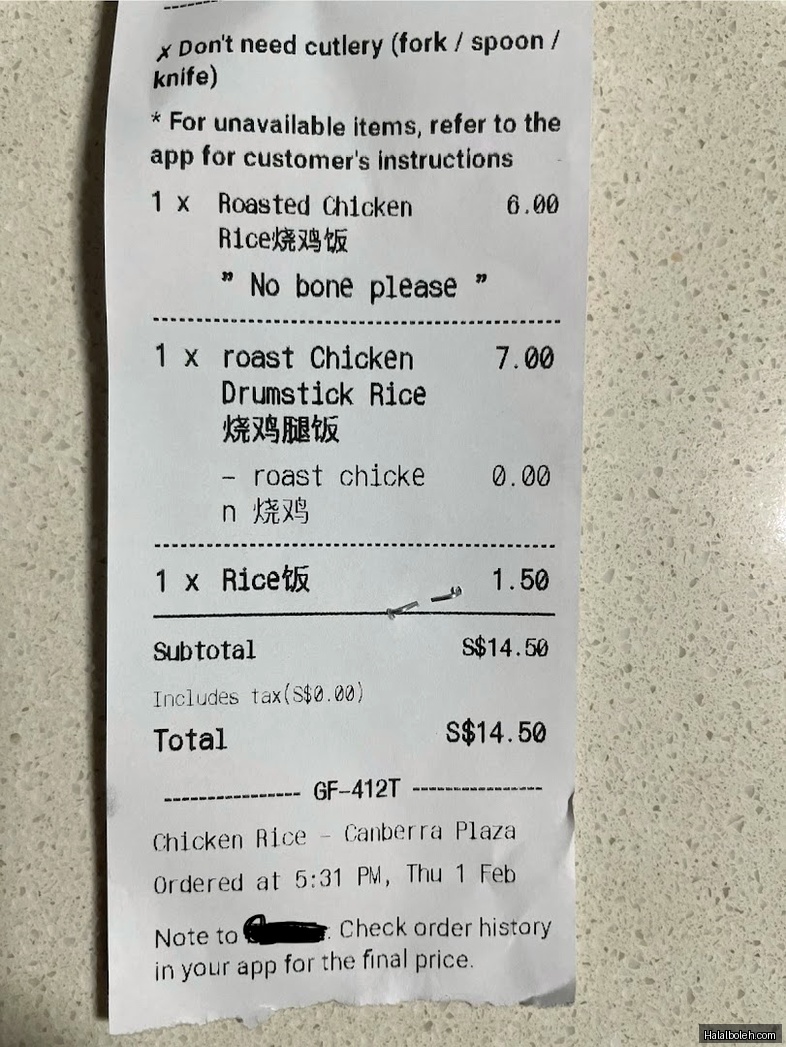 ✗ Don't need cutlery (fork / spoon /
knife)
* For unavailable items, refer to the
app for customer's instructions
1 x Roasted Chicken 6.00
Rice烧鸡饭
" No bone please "
1 x roast Chicken 7.00
Drumstick Rice
烧鸡腿饭
- roast chicke 0.00
n 烧鸡
1 x Rice饭 1.50
Subtotal S$14.50
Includes tax(S$0.00)
Total S$14.50
---------------- GF-412T ----------------
Chicken Rice - Canberra Plaza
Ordered at 5:31 PM, Thu 1 Feb
Note to . Check order history
in your app for the final price.
Halalboleh.com